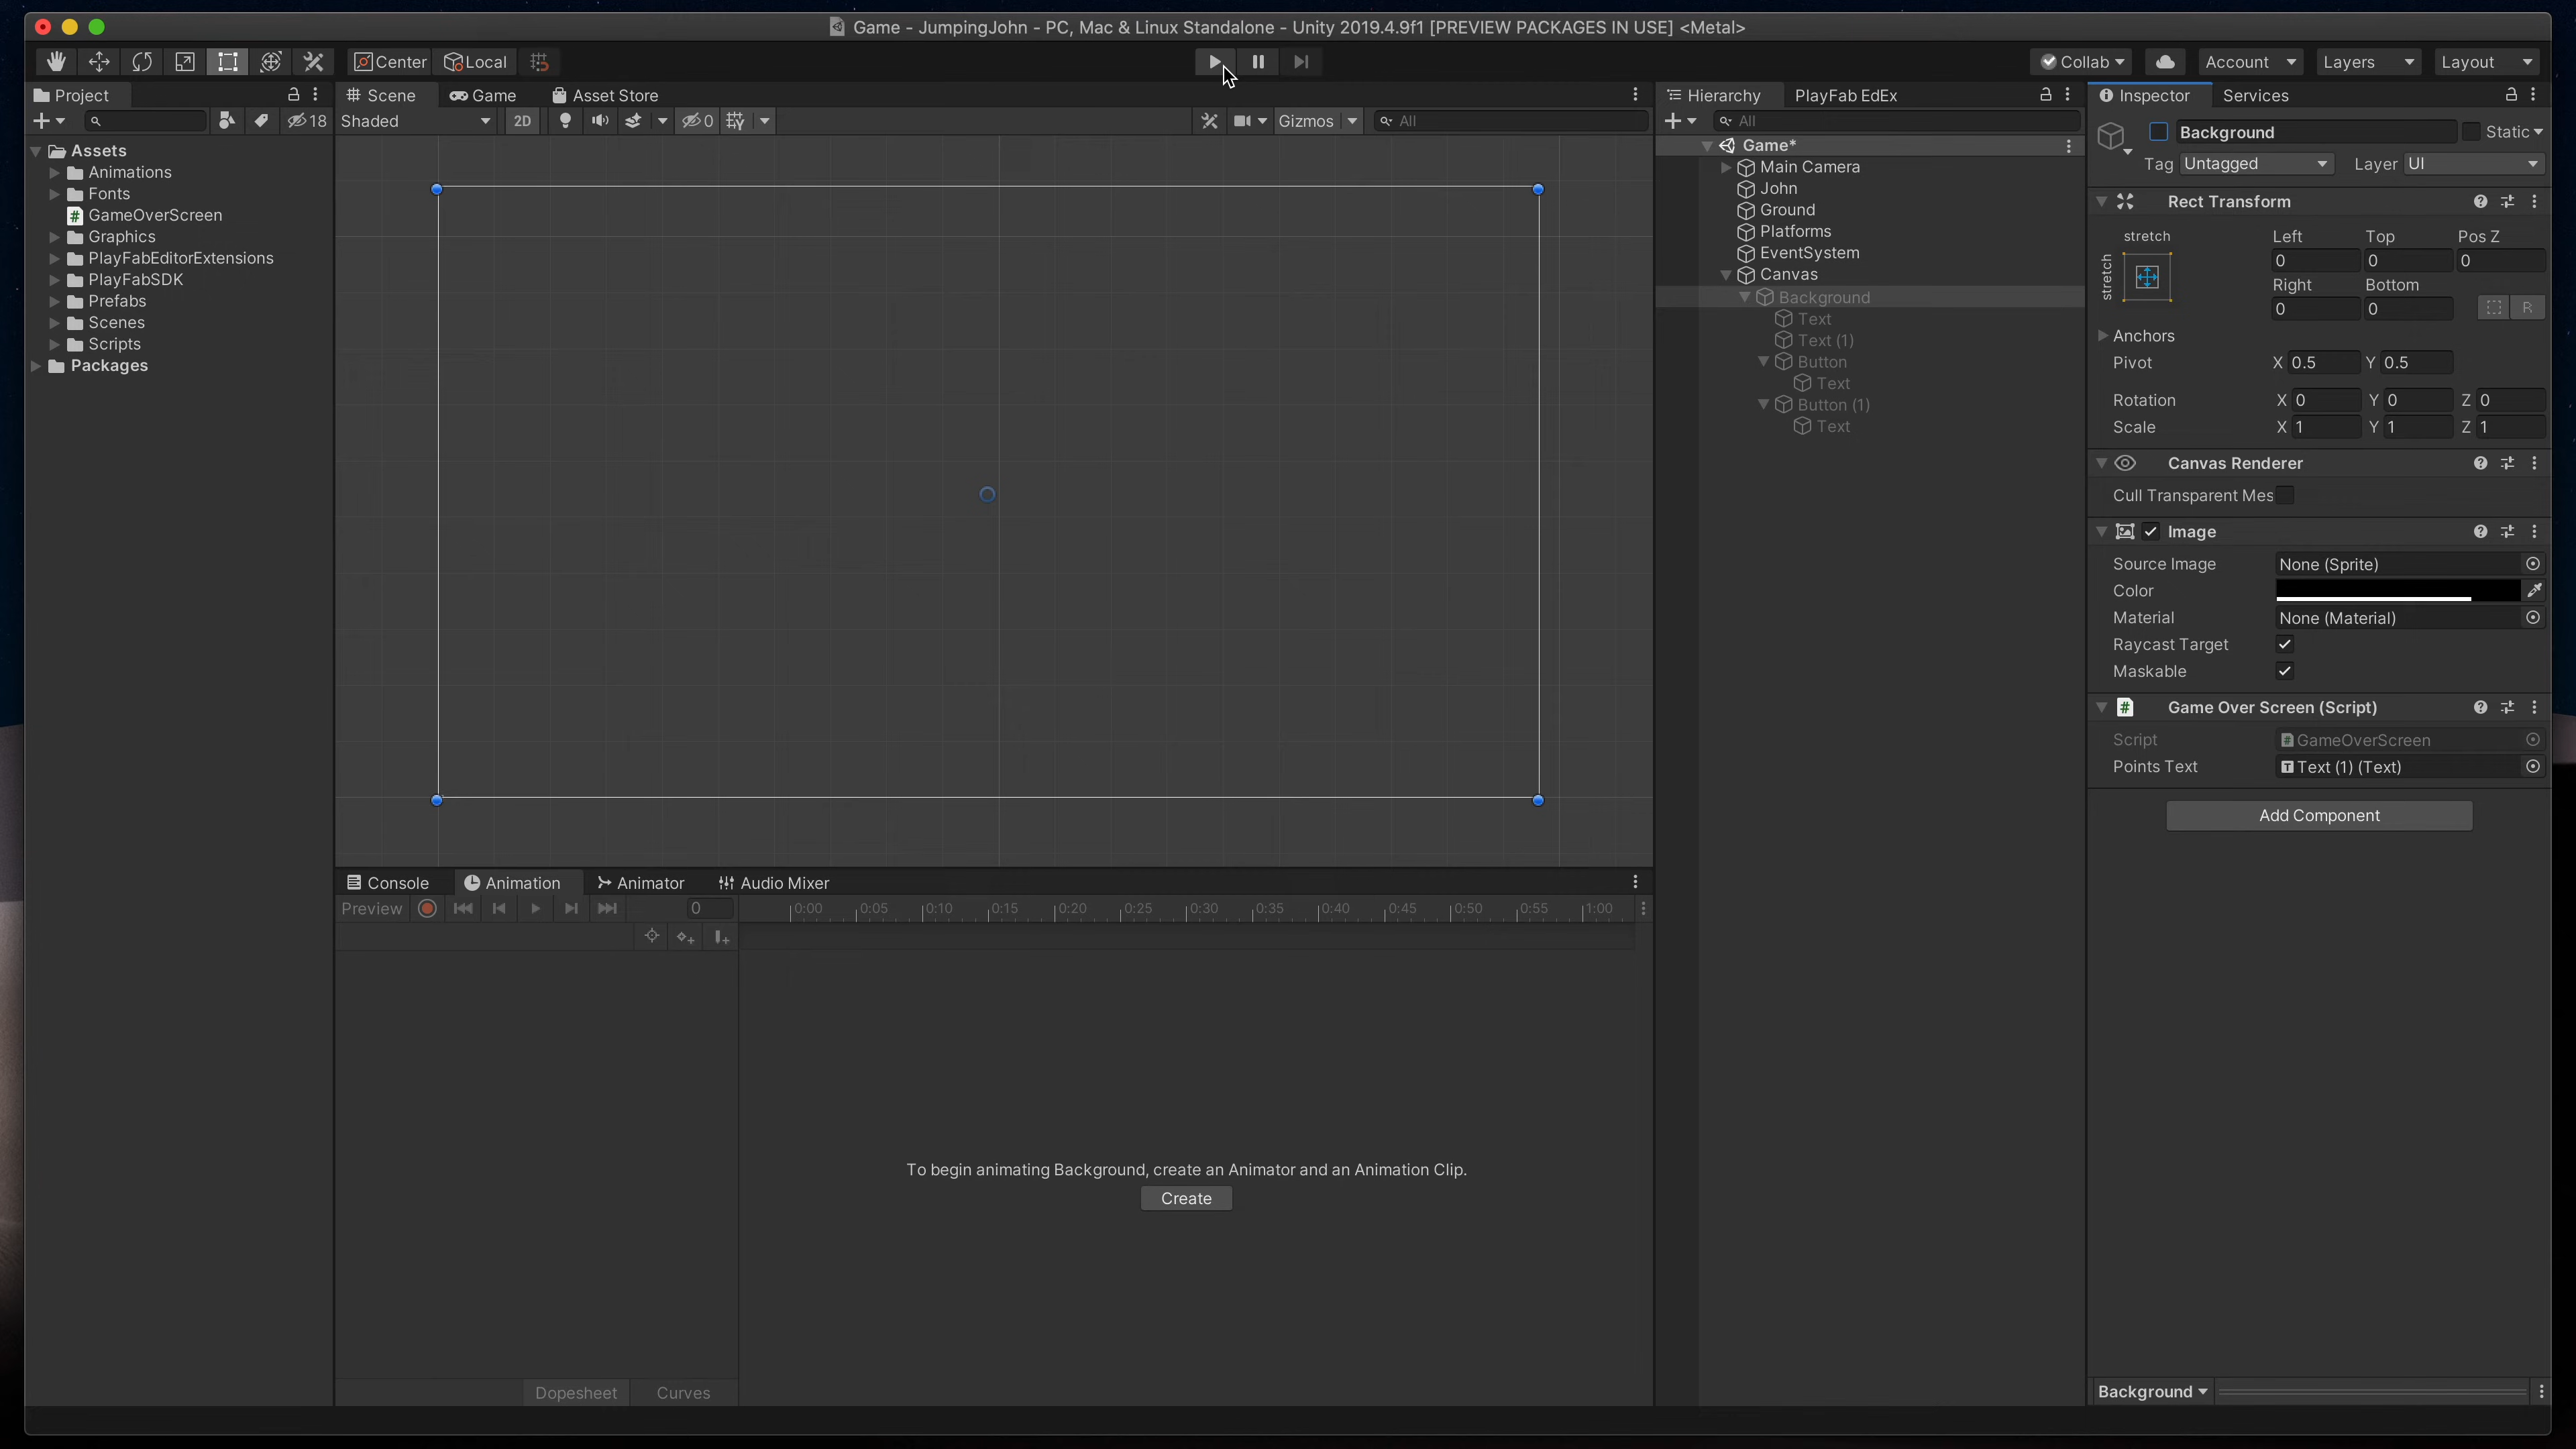 Game - JumpingJohn - PC, Mac & Linux Standalone - Unity 2019.4.9f1 [PREVIEW PACKAGES IN USE] <Metal>
Center
Local
Collab
Account
Layers
Layout
Project
18
Assets
Animations
Fonts
GameOverScreen
Graphics
PlayFabEditorExtensions
PlayFabSDK
Prefabs
Scenes
Scripts
Packages
Scene
Game
Asset Store
Shaded
2D
0
Gizmos
All
Console
Animation
Animator
Audio Mixer
Preview
0
0:00
0:05
0:10
0:15
0:20
0:25
0:30
0:35
0:40
0:45
0:50
0:55
1:00
To begin animating Background, create an Animator and an Animation Clip.
Create
Dopesheet
Curves
Hierarchy
PlayFab EdEx
All
Game*
Main Camera
John
Ground
Platforms
EventSystem
Canvas
Background
Text
Text (1)
Button
Text
Button (1)
Text
Inspector
Services
Background
Static
Tag Untagged
Layer UI
Rect Transform
stretch
stretch
Left Top Pos Z
0 0 0
Right Bottom
0 0
R
Anchors
Pivot X 0.5 Y 0.5
Rotation X 0 Y 0 Z 0
Scale X 1 Y 1 Z 1
Canvas Renderer
Cull Transparent Mes
Image
Source Image None (Sprite)
Color
Material None (Material)
Raycast Target
Maskable
# Game Over Screen (Script)
Script GameOverScreen
Points Text Text (1) (Text)
Add Component
Background